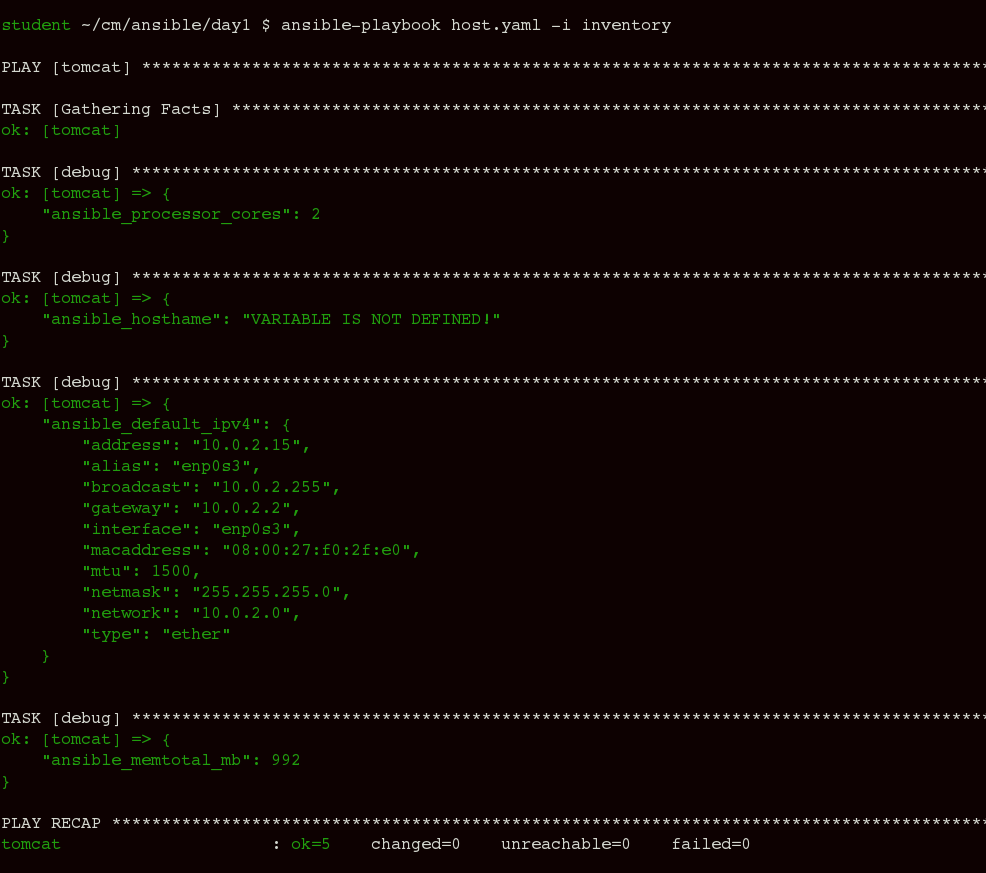 student ~/cm/ansible/day1 $ ansible-playbook host.yaml -i inventory
PLAY [tomcat] *************************************************************************************
TASK [Gathering Facts] ****************************************************************************
ok: [tomcat]
TASK [debug] **************************************************************************************
ok: [tomcat] => {
    "ansible_processor_cores": 2
}
TASK [debug] **************************************************************************************
ok: [tomcat] => {
    "ansible_hosthame": "VARIABLE IS NOT DEFINED!"
}
TASK [debug] **************************************************************************************
ok: [tomcat] => {
    "ansible_default_ipv4": {
        "address": "10.0.2.15",
        "alias": "enp0s3",
        "broadcast": "10.0.2.255",
        "gateway": "10.0.2.2",
        "interface": "enp0s3",
        "macaddress": "08:00:27:f0:2f:e0",
        "mtu": 1500,
        "netmask": "255.255.255.0",
        "network": "10.0.2.0",
        "type": "ether"
    }
}
TASK [debug] **************************************************************************************
ok: [tomcat] => {
    "ansible_memtotal_mb": 992
}
PLAY RECAP ****************************************************************************************
tomcat                     : ok=5    changed=0    unreachable=0    failed=0